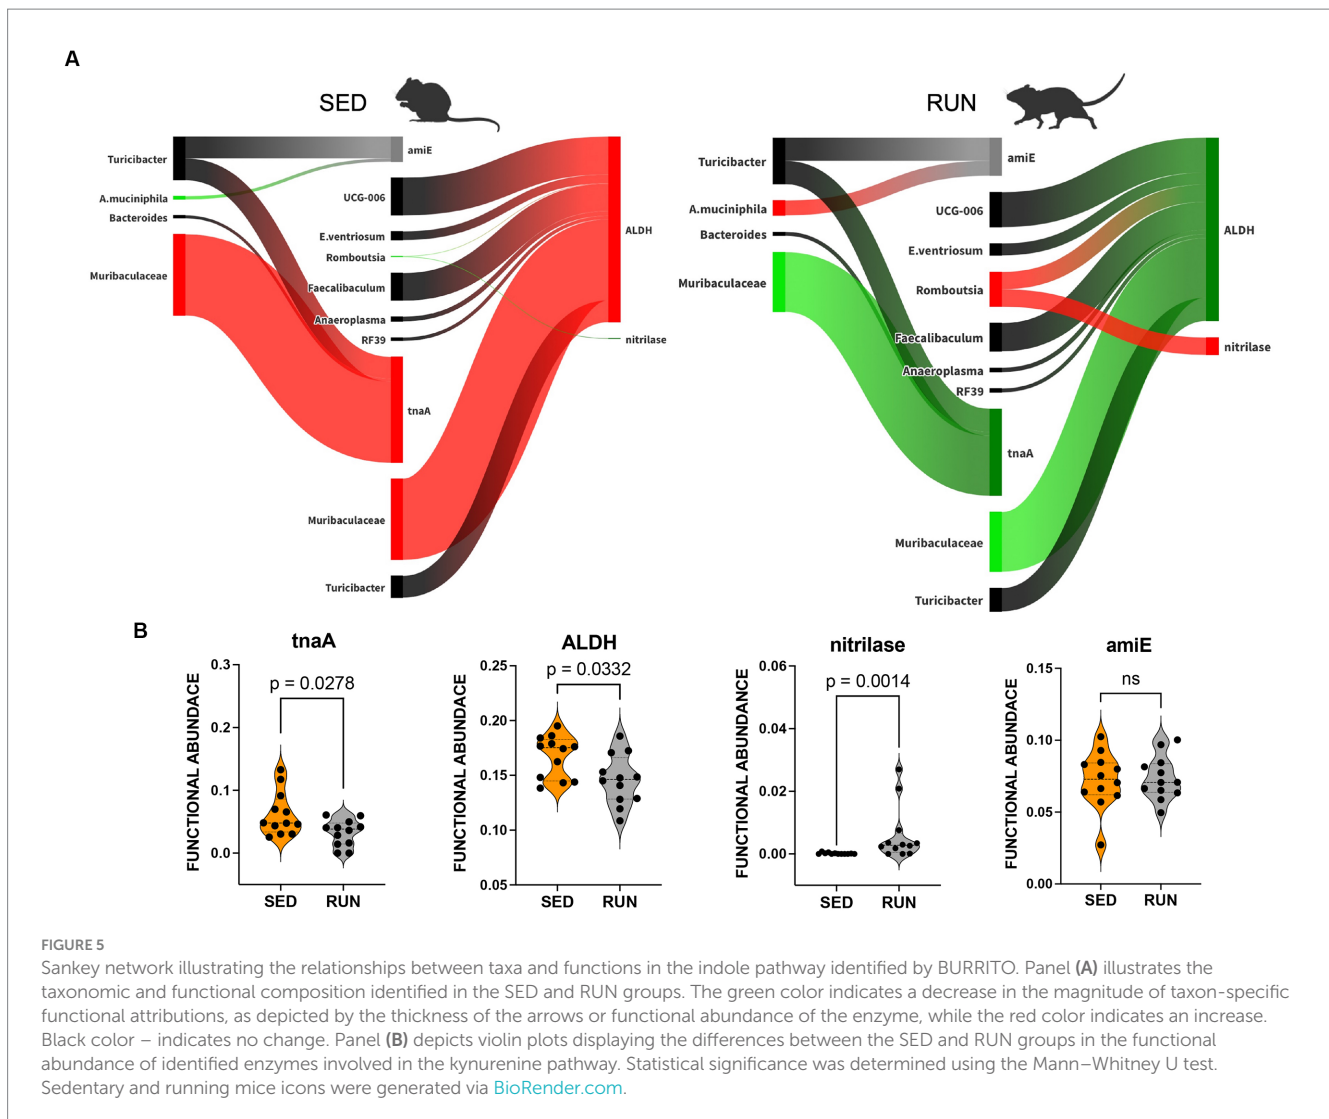 A
SED
RUN
Turicibacter
A.muciniphila
Bacteroides
Muribaculaceae
amiE
UCG-006
E.ventriosum
Romboutsia
Faecalibaculum
Anaeroplasma
RF39
tnaA
Muribaculaceae
Turicibacter
ALDH
nitrilase
Turicibacter
A.muciniphila
Bacteroides
Muribaculaceae
amiE
UCG-006
E.ventriosum
Romboutsia
Faecalibaculum
Anaeroplasma
RF39
tnaA
Muribaculaceae
Turicibacter
ALDH
nitrilase
B
tnaA
FUNCTIONAL ABUNDACE
0.3
0.2
0.1
0.0
p = 0.0278
SED RUN
ALDH
FUNCTIONAL ABUNDACE
0.25
0.20
0.15
0.10
0.05
p = 0.0332
SED RUN
nitrilase
FUNCTIONAL ABUNDANCE
0.06
0.04
0.02
0.00
p = 0.0014
SED RUN
amiE
FUNCTIONAL ABUNDACE
0.15
0.10
0.05
0.00
ns
SED RUN
FIGURE 5
Sankey network illustrating the relationships between taxa and functions in the indole pathway identified by BURRITO. Panel (A) illustrates the
taxonomic and functional composition identified in the SED and RUN groups. The green color indicates a decrease in the magnitude of taxon-specific
functional attributions, as depicted by the thickness of the arrows or functional abundance of the enzyme, while the red color indicates an increase.
Black color – indicates no change. Panel (B) depicts violin plots displaying the differences between the SED and RUN groups in the functional
abundance of identified enzymes involved in the kynurenine pathway. Statistical significance was determined using the Mann–Whitney U test.
Sedentary and running mice icons were generated via BioRender.com.